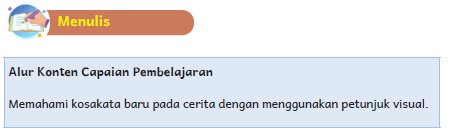 Menulis
Alur Konten Capaian Pembelajaran
Memahami kosakata baru pada cerita dengan menggunakan petunjuk visual.